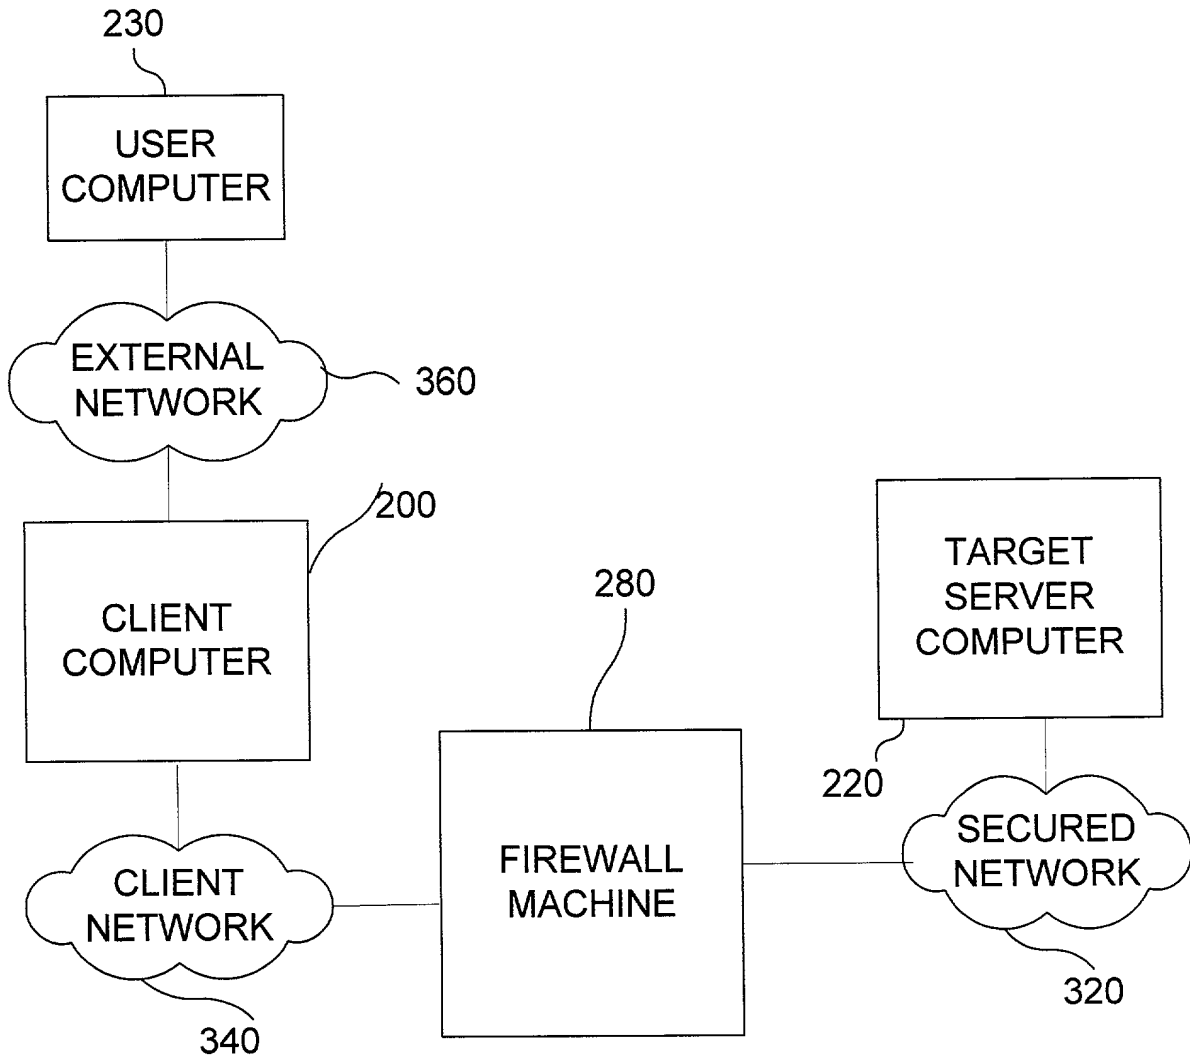 230
USER
COMPUTER
EXTERNAL
NETWORK
360
200
CLIENT
COMPUTER
280
TARGET
SERVER
COMPUTER
220
SECURED
NETWORK
320
FIREWALL
MACHINE
CLIENT
NETWORK
340